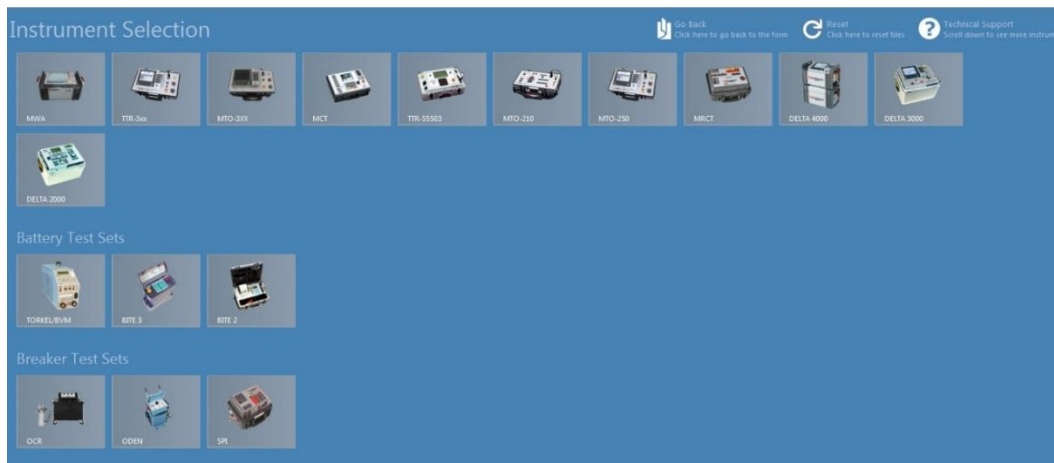 Instrument Selection
Go Back
Click here to go back to the form
Reset
Click here to reset tiles
?
Technical Support
Scroll down to see more instrum
MWA
TTR-3xx
MTO-3XX
MCT
TTR-55503
MTO-210
MTO-250
MRCT
DELTA 4000
DELTA 3000
DELTA 2000
Battery Test Sets
TORKEL/BVM
BITE 3
BITE 2
Breaker Test Sets
OCR
ODEN
SPI